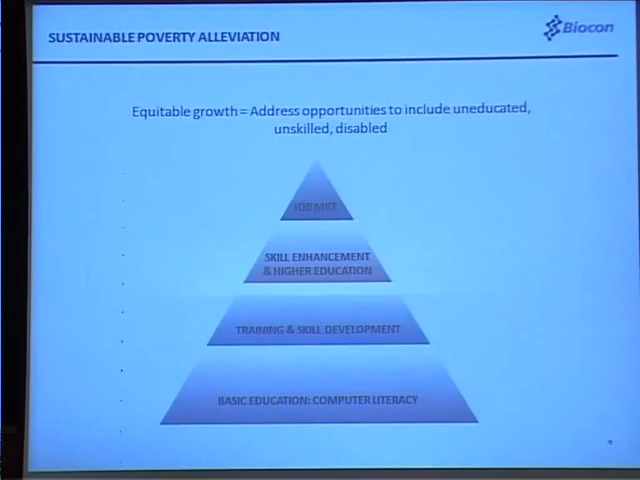 SUSTAINABLE POVERTY ALLEVIATION
Biocon
Equitable growth = Address opportunities to include uneducated,
unskilled, disabled
JOB MKT
SKILL ENHANCEMENT
& HIGHER EDUCATION
TRAINING & SKILL DEVELOPMENT
BASIC EDUCATION: COMPUTER LITERACY